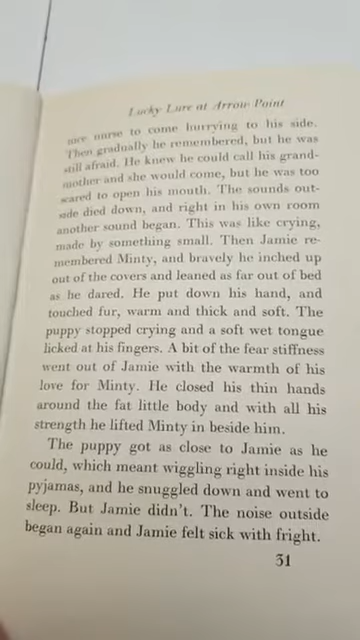 Lucky Lure at Arrow Point
nurse to come hurrying to his side.
Then gradually he remembered, but he was
still afraid. He knew he could call his grand-
mother and she would come, but he was too
scared to open his mouth. The sounds out-
side died down, and right in his own room
another sound began. This was like crying,
made by something small. Then Jamie re-
membered Minty, and bravely he inched up
out of the covers and leaned as far out of bed
as he dared. He put down his hand, and
touched fur, warm and thick and soft. The
puppy stopped crying and a soft wet tongue
licked at his fingers. A bit of the fear stiffness
went out of Jamie with the warmth of his
love for Minty. He closed his thin hands
around the fat little body and with all his
strength he lifted Minty in beside him.
The puppy got as close to Jamie as he
could, which meant wiggling right inside his
pyjamas, and he snuggled down and went to
sleep. But Jamie didn't. The noise outside
began again and Jamie felt sick with fright.
31